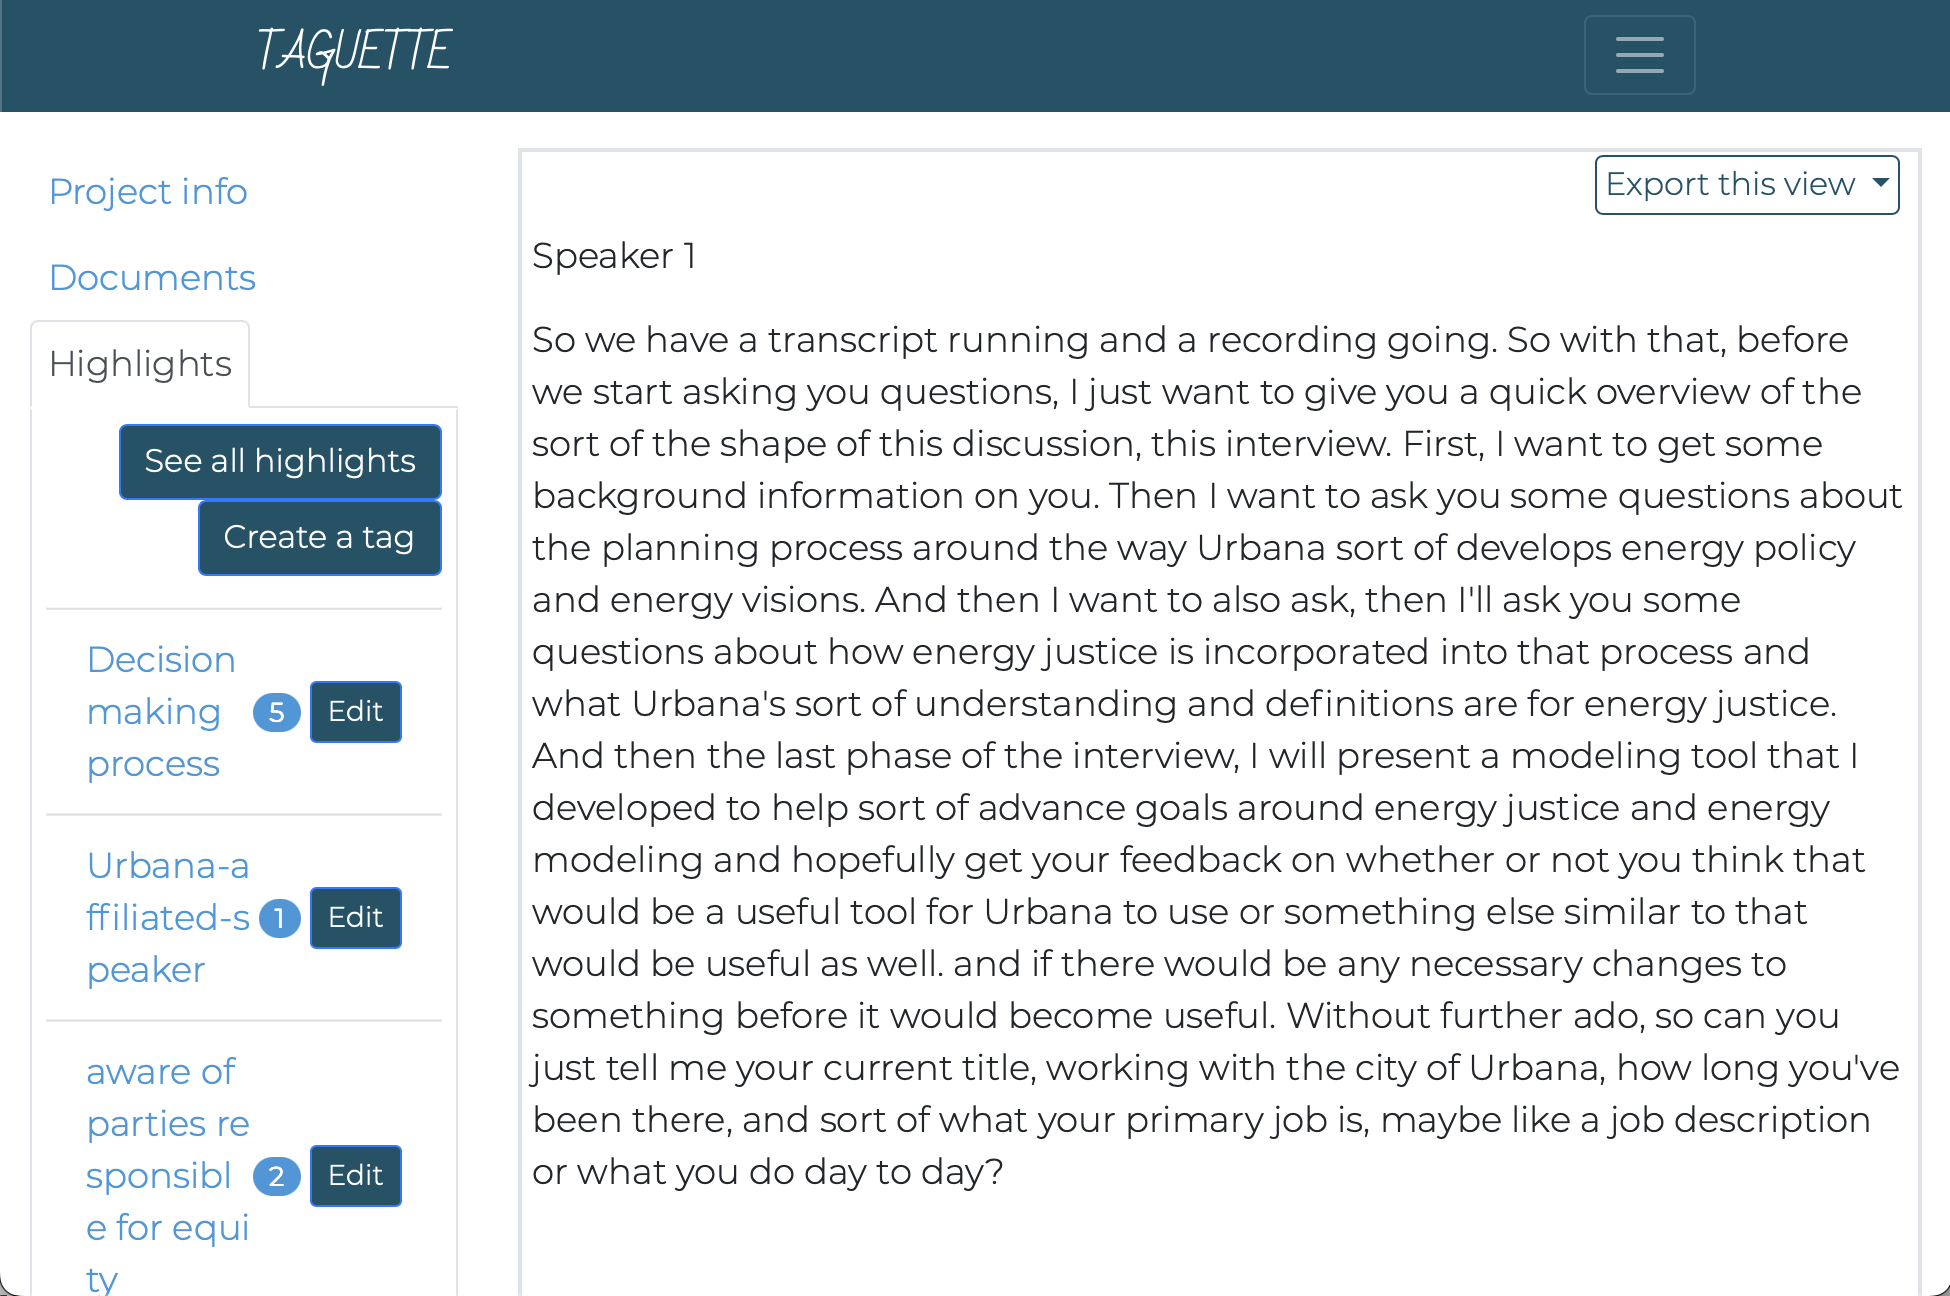 TAGUETTE
Project info
Documents
Highlights
See all highlights
Create a tag
Decision
making
process
5
Edit
Urbana-a
ffiliated-s
peaker
1
Edit
aware of
parties re
sponsibl
e for equi
ty
2
Edit
Export this view
Speaker 1
So we have a transcript running and a recording going. So with that, before
we start asking you questions, I just want to give you a quick overview of the
sort of the shape of this discussion, this interview. First, I want to get some
background information on you. Then I want to ask you some questions about
the planning process around the way Urbana sort of develops energy policy
and energy visions. And then I want to also ask, then I'll ask you some
questions about how energy justice is incorporated into that process and
what Urbana's sort of understanding and definitions are for energy justice.
And then the last phase of the interview, I will present a modeling tool that I
developed to help sort of advance goals around energy justice and energy
modeling and hopefully get your feedback on whether or not you think that
would be a useful tool for Urbana to use or something else similar to that
would be useful as well. and if there would be any necessary changes to
something before it would become useful. Without further ado, so can you
just tell me your current title, working with the city of Urbana, how long you've
been there, and sort of what your primary job is, maybe like a job description
or what you do day to day?